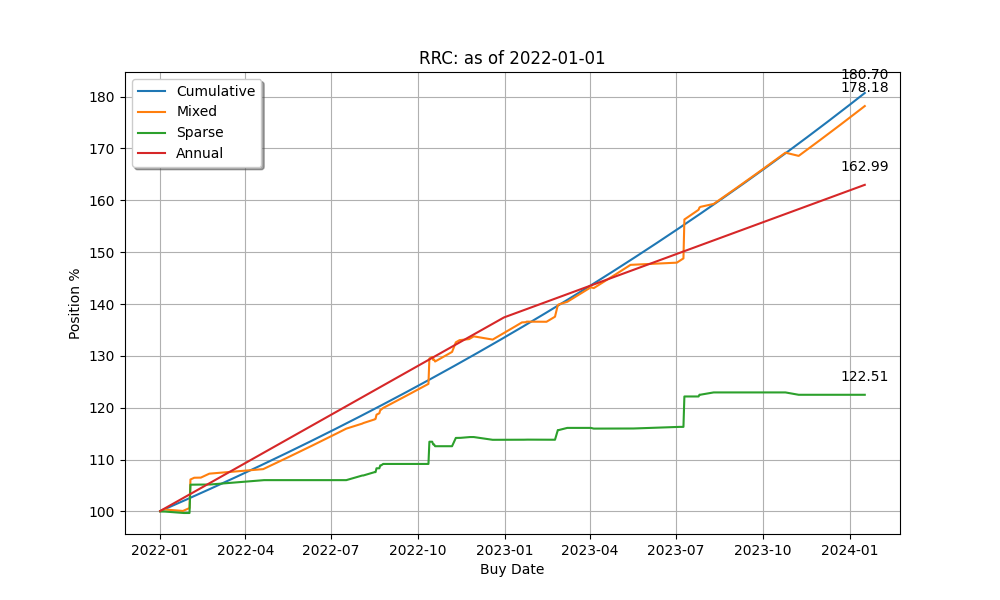 RRC: as of 2022-01-01
180.70
178.18
162.99
122.51
Cumulative
Mixed
Sparse
Annual
Position %
180
170
160
150
140
130
120
110
100
2022-01 2022-04 2022-07 2022-10 2023-01 2023-04 2023-07 2023-10 2024-01
Buy Date